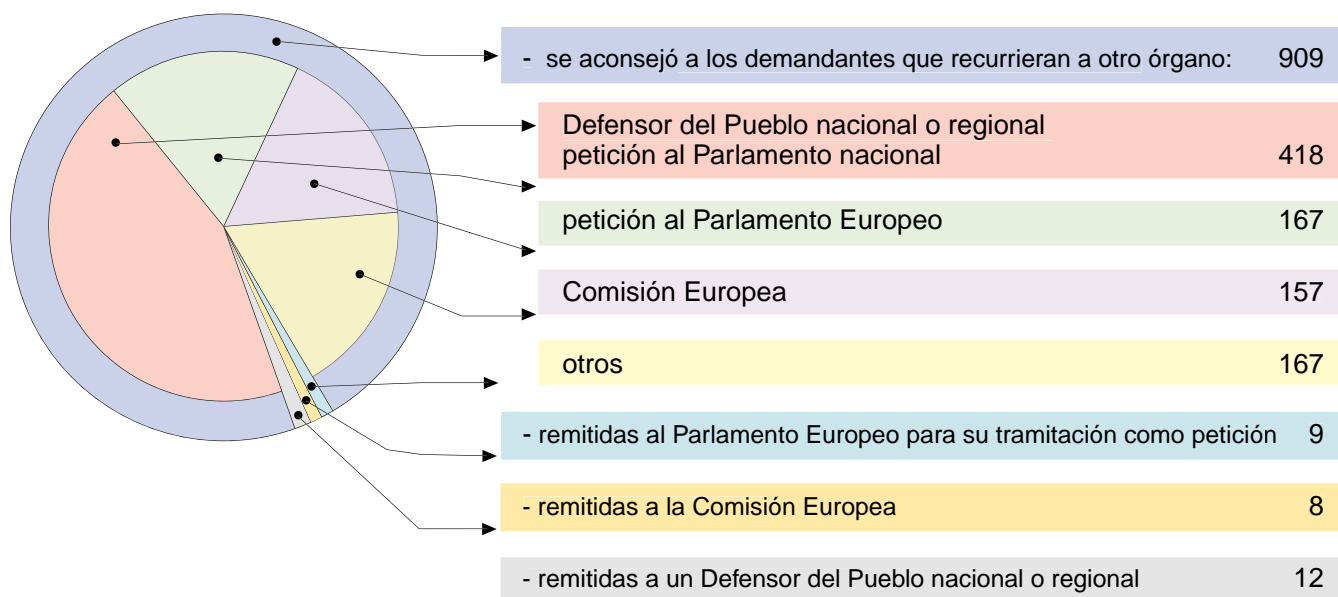 - se aconsejó a los demandantes que recurrieran a otro órgano: 909
Defensor del Pueblo nacional o regional
petición al Parlamento nacional 418
petición al Parlamento Europeo 167
Comisión Europea 157
otros 167
- remitidas al Parlamento Europeo para su tramitación como petición 9
- remitidas a la Comisión Europea 8
- remitidas a un Defensor del Pueblo nacional o regional 12